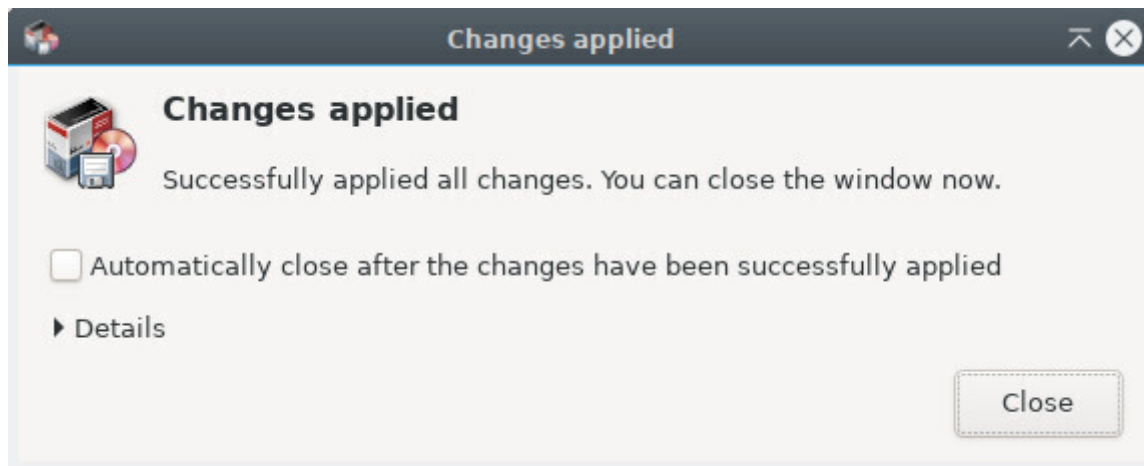 Changes applied
Changes applied
Successfully applied all changes. You can close the window now.
Automatically close after the changes have been successfully applied
Details
Close